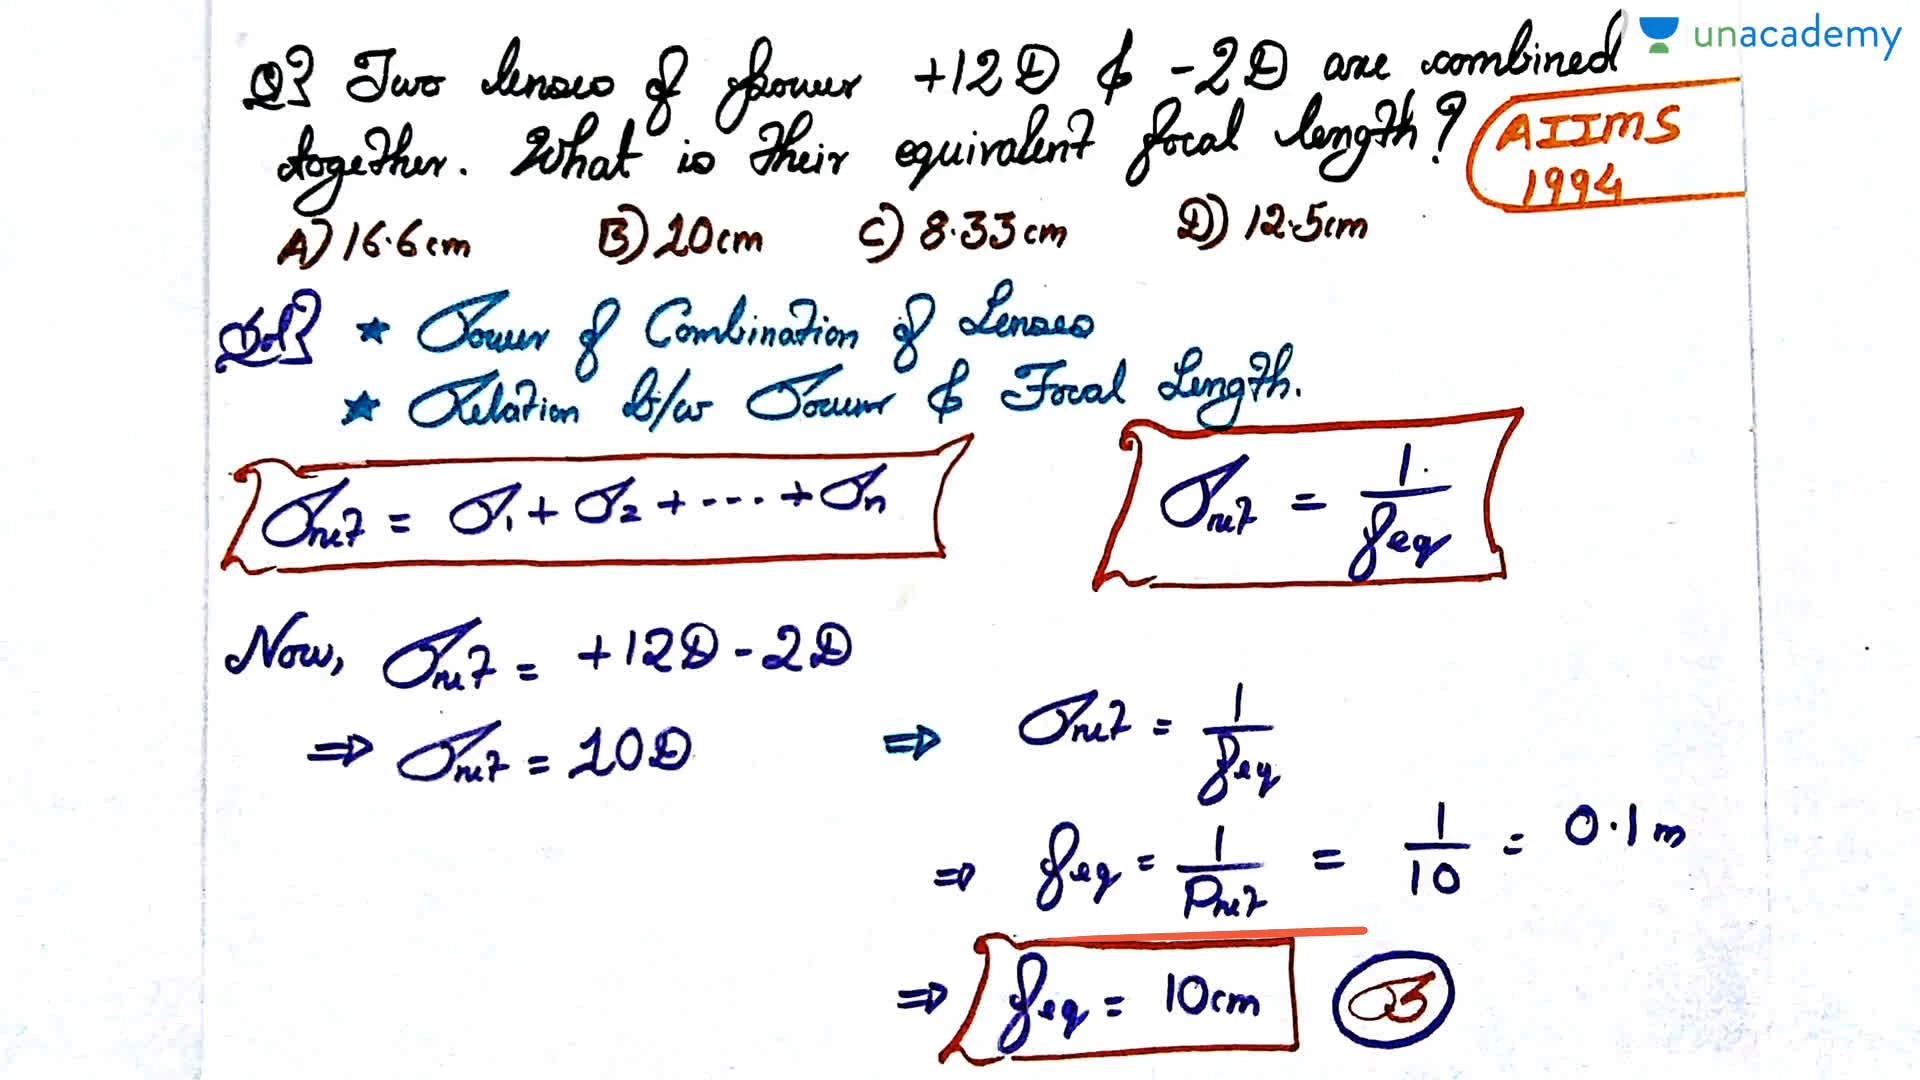 unacademy
Q} Two lenses of power +12D & -2D are combined
together. What is their equivalent focal length?
AIIMS
1994
A) 16.6cm B) 10cm C) 8.33cm D) 12.5cm
Sol} ★ Power of Combination of Lenses
★ Relation b/w Power & Focal Length.
Pnet = P1 + P2 + ---- + Pn
Pnet = 1/feq
Now, Pnet = +12D - 2D
⇒ Pnet = 10D
⇒ Pnet = 1/feq
⇒ feq = 1/Pnet = 1/10 = 0.1 m
⇒ feq = 10cm B